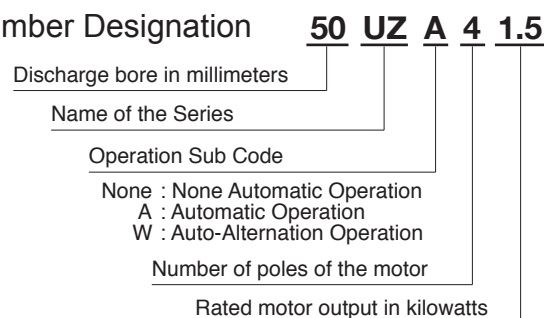 mber Designation 50 UZ A 4 1.5
Discharge bore in millimeters
Name of the Series
Operation Sub Code
None : None Automatic Operation
A : Automatic Operation
W : Auto-Alternation Operation
Number of poles of the motor
Rated motor output in kilowatts